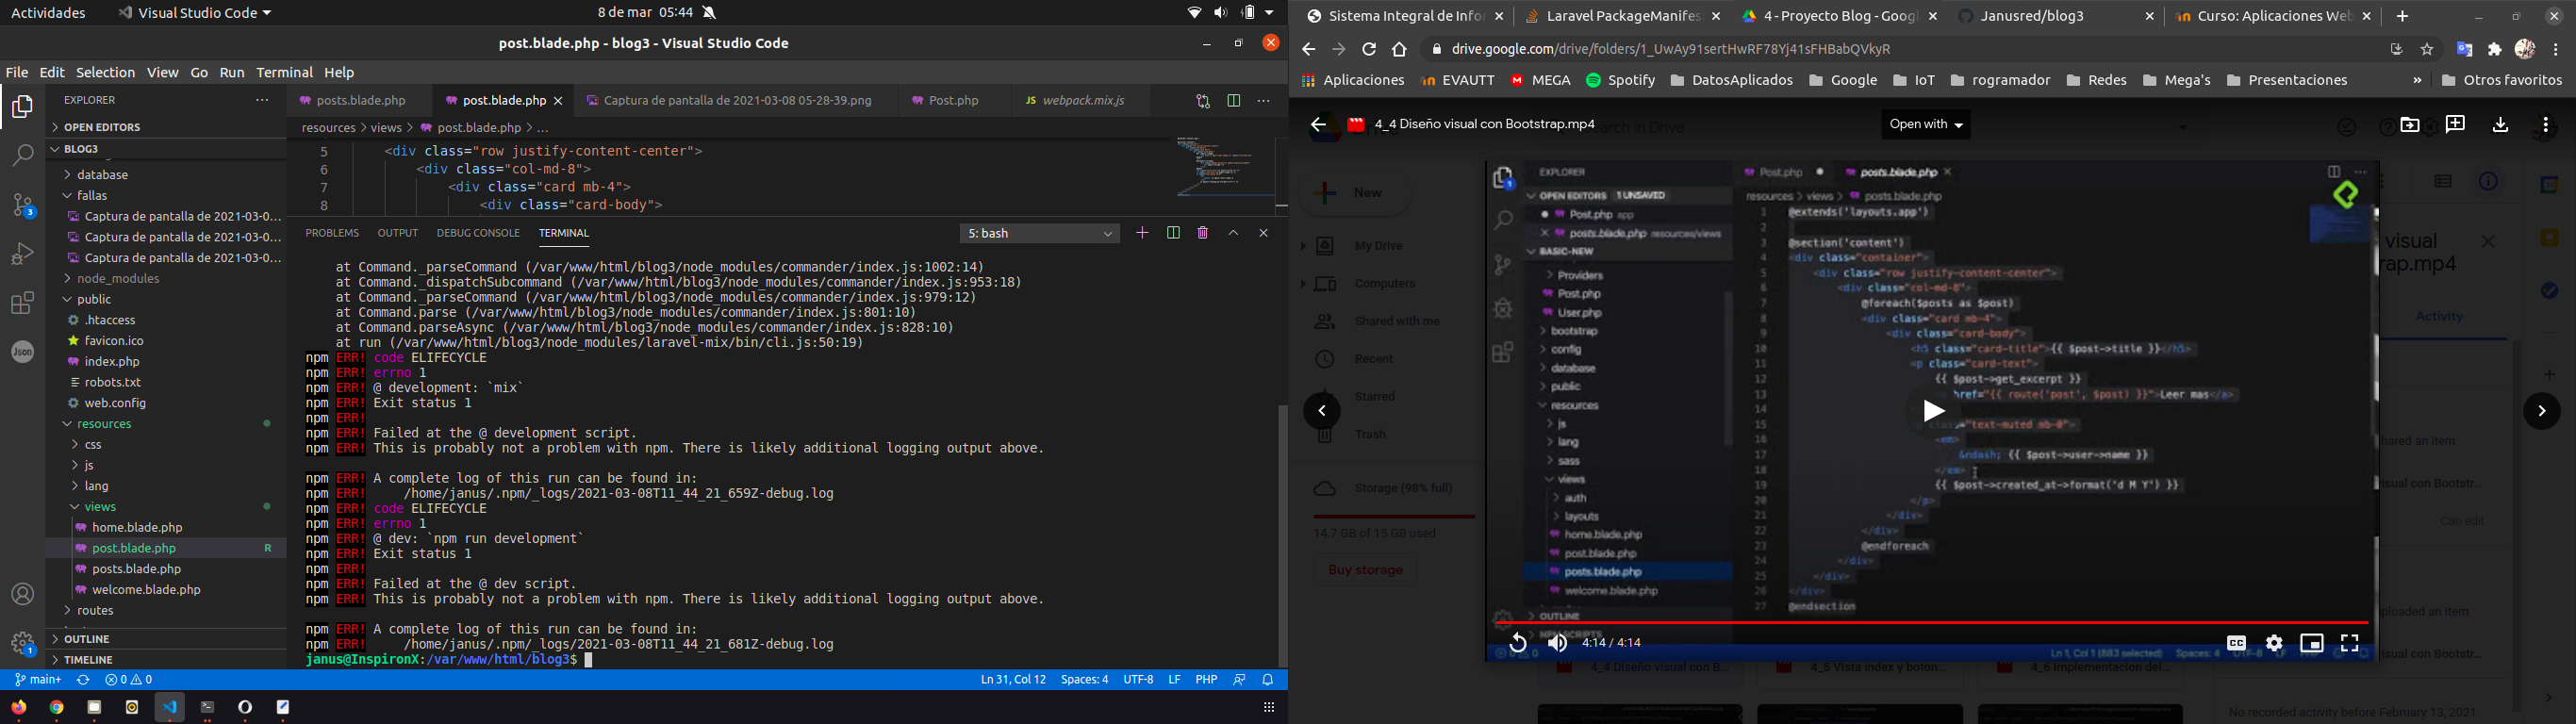 Actividades
Visual Studio Code
8 de mar 05:44
post.blade.php - blog3 - Visual Studio Code
File Edit Selection View Go Run Terminal Help
EXPLORER
OPEN EDITORS
BLOG3
database
fallas
Captura de pantalla de 2021-03-0...
Captura de pantalla de 2021-03-0...
Captura de pantalla de 2021-03-0...
node_modules
public
.htaccess
favicon.ico
index.php
robots.txt
web.config
resources
css
js
lang
views
home.blade.php
post.blade.php R
posts.blade.php
welcome.blade.php
routes
OUTLINE
TIMELINE
posts.blade.php
post.blade.php
Captura de pantalla de 2021-03-08 05-28-39.png
Post.php
JS webpack.mix.js
resources > views > post.blade.php > ...
5 <div class="row justify-content-center">
6 <div class="col-md-8">
7 <div class="card mb-4">
8 <div class="card-body">
PROBLEMS OUTPUT DEBUG CONSOLE TERMINAL
5: bash
at Command._parseCommand (/var/www/html/blog3/node_modules/commander/index.js:1002:14)
at Command._dispatchSubcommand (/var/www/html/blog3/node_modules/commander/index.js:953:18)
at Command._parseCommand (/var/www/html/blog3/node_modules/commander/index.js:979:12)
at Command.parse (/var/www/html/blog3/node_modules/commander/index.js:801:10)
at Command.parseAsync (/var/www/html/blog3/node_modules/commander/index.js:828:10)
at run (/var/www/html/blog3/node_modules/laravel-mix/bin/cli.js:50:19)
npm ERR! code ELIFECYCLE
npm ERR! errno 1
npm ERR! @ development: `mix`
npm ERR! Exit status 1
npm ERR!
npm ERR! Failed at the @ development script.
npm ERR! This is probably not a problem with npm. There is likely additional logging output above.
npm ERR! A complete log of this run can be found in:
npm ERR!     /home/janus/.npm/_logs/2021-03-08T11_44_21_659Z-debug.log
npm ERR! code ELIFECYCLE
npm ERR! errno 1
npm ERR! @ dev: `npm run development`
npm ERR! Exit status 1
npm ERR!
npm ERR! Failed at the @ dev script.
npm ERR! This is probably not a problem with npm. There is likely additional logging output above.
npm ERR! A complete log of this run can be found in:
npm ERR!     /home/janus/.npm/_logs/2021-03-08T11_44_21_681Z-debug.log
janus@InspironX:/var/www/html/blog3$
main+ 0 0
Ln 31, Col 12 Spaces: 4 UTF-8 LF PHP
Sistema Integral de Infor
Laravel PackageManifes
4 - Proyecto Blog - Googl
Janusred/blog3
Curso: Aplicaciones Web
drive.google.com/drive/folders/1_UwAy91sertHwRF78Yj41sFHBabQVkyR
Aplicaciones EVAUTT MEGA Spotify DatosAplicados Google IoT rogramador Redes Mega's Presentaciones » Otros favoritos
4_4 Diseño visual con Bootstrap.mp4
Open with
Search in Drive
New
My Drive
Computers
Shared with me
Recent
Starred
Trash
Storage (98% full)
14.7 GB of 15 GB used
Buy storage
EXPLORER
OPEN EDITORS 1 UNSAVED
Post.php app
posts.blade.php resources/views
BASIC-NEW
Providers
Post.php
User.php
bootstrap
config
database
public
resources
js
lang
sass
views
auth
layouts
home.blade.php
post.blade.php
posts.blade.php
welcome.blade.php
OUTLINE
NPM SCRIPTS
Post.php
posts.blade.php
resources > views > posts.blade.php
1 @extends('layouts.app')
2
3 @section('content')
4 <div class="container">
5 <div class="row justify-content-center">
6 <div class="col-md-8">
7 @foreach($posts as $post)
8 <div class="card mb-4">
9 <div class="card-body">
10 <h5 class="card-title">{{ $post->title }}</h5>
11 <p class="card-text">
12 {{ $post->get_excerpt }}
13 href="{{ route('post', $post) }}">Leer mas</a>
14
15 class="text-muted mb-0">
16 <em>
17 &ndash; {{ $post->user->name }}
18 </em>
19 {{ $post->created_at->format('d M Y') }}
20 </p>
21 </div>
22 </div>
23 @endforeach
24 </div>
25 </div>
26 </div>
27 @endsection
Ln 1, Col 1 (883 selected) Spaces: 4 UTF-8 LF PHP
4:14 / 4:14
visual
rap.mp4
Activity
hared an item
isual con Bootstr...
Can edit
ploaded an item
isual con Bootstr...
No recorded activity before February 13, 2021
4_4 Diseño visual con B...
4_5 Vista index y boton...
4_6 Implementacion del...